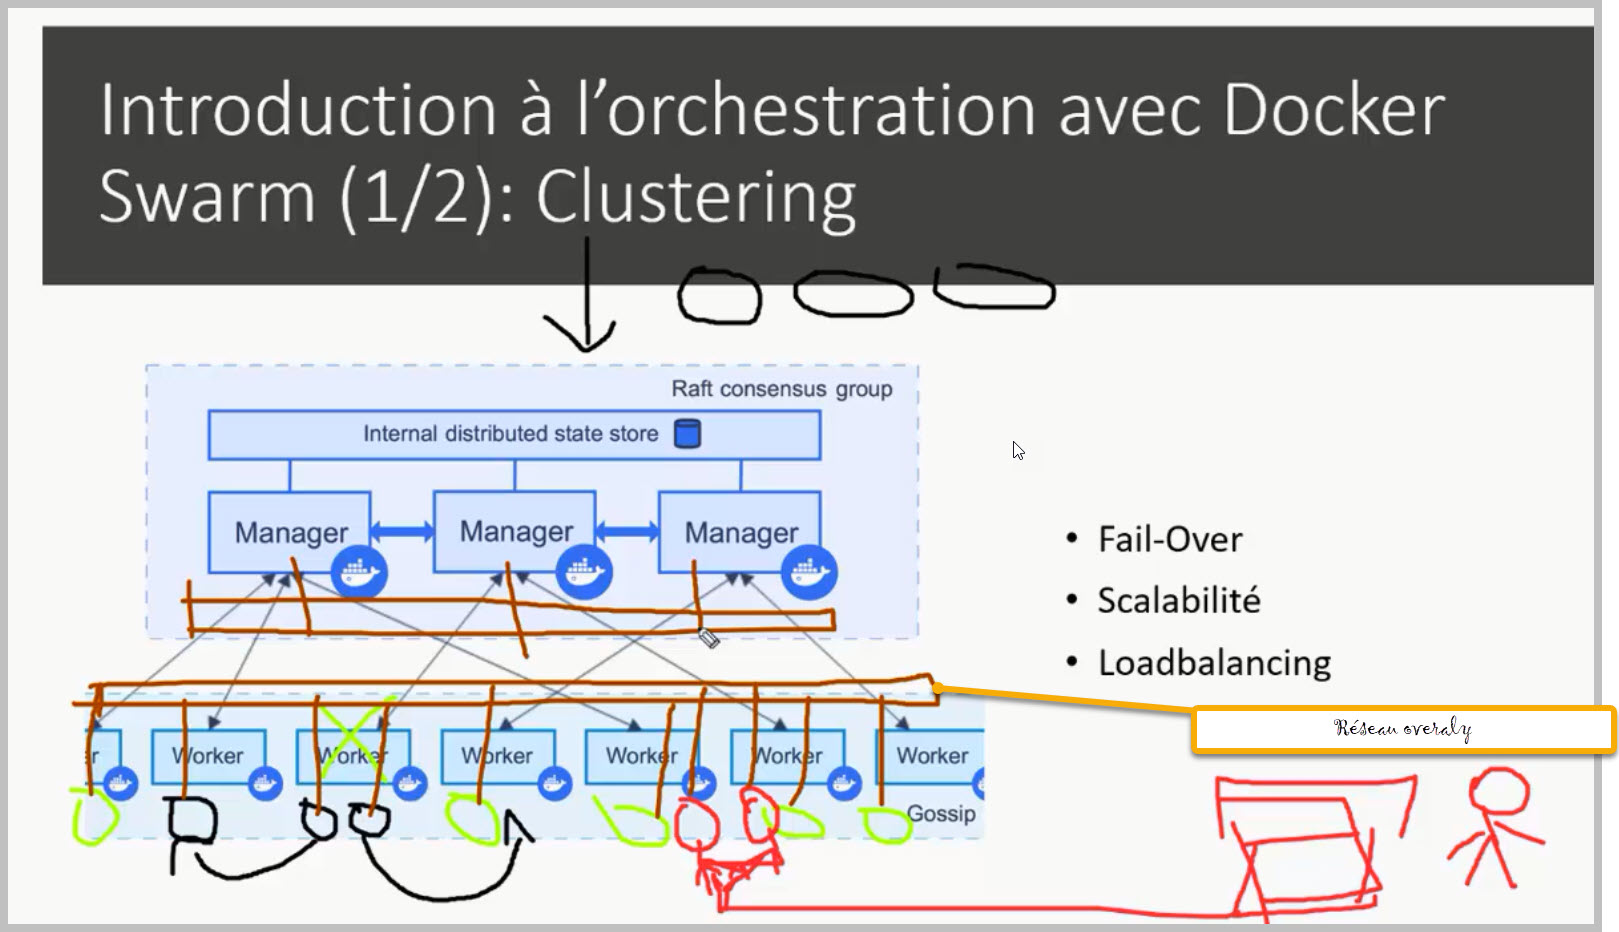 Introduction à l’orchestration avec Docker
Swarm (1/2): Clustering
Raft consensus group
Internal distributed state store
Manager
Manager
Manager
Fail-Over
Scalabilité
Loadbalancing
Réseau overaly
er
Worker
Worker
Worker
Worker
Worker
Worker
Gossip